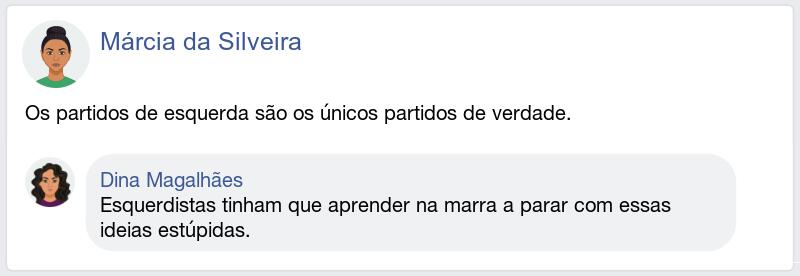 Márcia da Silveira
Os partidos de esquerda são os únicos partidos de verdade.
Dina Magalhães
Esquerdistas tinham que aprender na marra a parar com essas
ideias estúpidas.